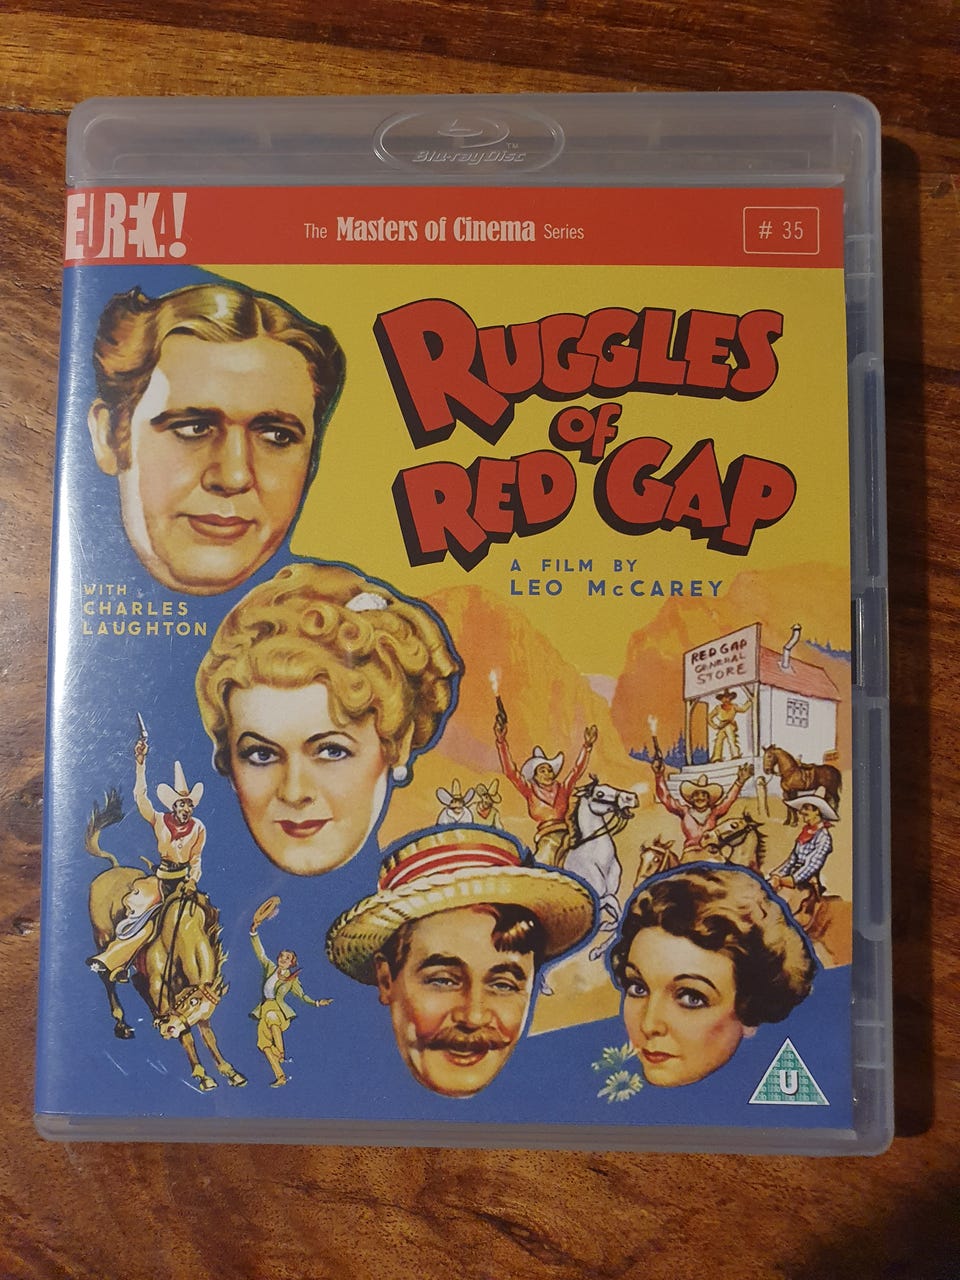 Blu-ray Disc TM
EUREKA!
The Masters of Cinema Series
# 35
RUGGLES
OF
RED GAP
A FILM BY
LEO McCAREY
WITH
CHARLES
LAUGHTON
RED GAP
GENERAL
STORE
U